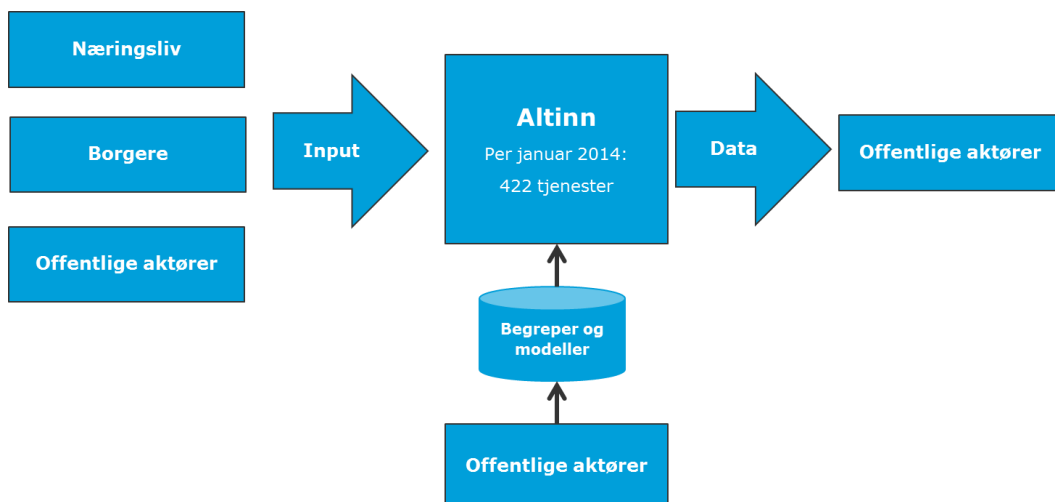 Næringsliv
Borgere
Offentlige aktører
Input
Altinn
Per januar 2014:
422 tjenester
Data
Offentlige aktører
Begreper og
modeller
Offentlige aktører